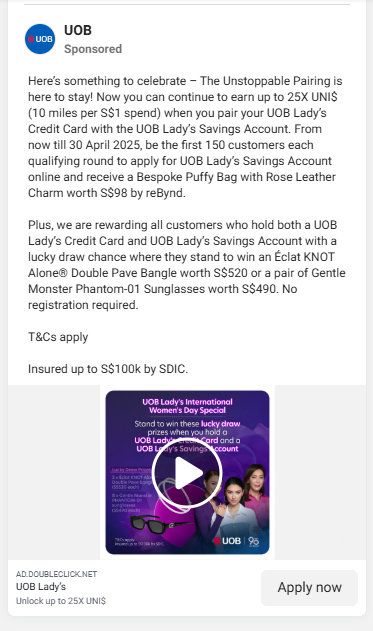 UOB
UOB
Sponsored
Here's something to celebrate – The Unstoppable Pairing is
here to stay! Now you can continue to earn up to 25X UNI$
(10 miles per S$1 spend) when you pair your UOB Lady's
Credit Card with the UOB Lady's Savings Account. From
now till 30 April 2025, be the first 150 customers each
qualifying round to apply for UOB Lady's Savings Account
online and receive a Bespoke Puffy Bag with Rose Leather
Charm worth S$98 by reBynd.
Plus, we are rewarding all customers who hold both a UOB
Lady's Credit Card and UOB Lady's Savings Account with a
lucky draw chance where they stand to win an Éclat KNOT
Alone® Double Pave Bangle worth S$520 or a pair of Gentle
Monster Phantom-01 Sunglasses worth S$490. No
registration required.
T&Cs apply
Insured up to S$100k by SDIC.
UOB Lady's International
Women's Day Special
Stand to win these lucky draw
prizes when you hold a
UOB Lady's Credit Card and a
UOB Lady's Savings Account
Lucky Draw
UOB
AD.DOUBLECLICK.NET
UOB Lady's
Unlock up to 25X UNI$
Apply now